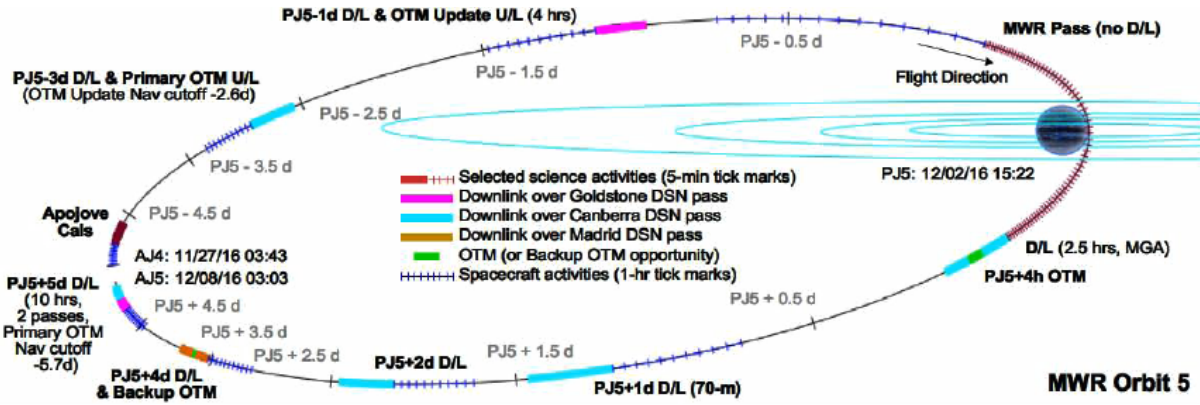 PJ5-1d D/L & OTM Update U/L (4 hrs)
PJ5 - 0.5 d
MWR Pass (no D/L)
Flight Direction
PJ5 - 1.5 d
PJ5-3d D/L & Primary OTM U/L
(OTM Update Nav cutoff -2.6d)
PJ5 - 2.5 d
PJ5 - 3.5 d
PJ5: 12/02/16 15:22
Selected science activities (5-min tick marks)
Downlink over Goldstone DSN pass
Downlink over Canberra DSN pass
Downlink over Madrid DSN pass
OTM (or Backup OTM opportunity)
Spacecraft activities (1-hr tick marks)
PJ5 - 4.5 d
Apojove
Cals
AJ4: 11/27/16 03:43
AJ5: 12/08/16 03:03
D/L (2.5 hrs, MGA)
PJ5+4h OTM
PJ5+5d D/L
(10 hrs,
2 passes,
Primary OTM
Nav cutoff
-5.7d)
PJ5 + 4.5 d
PJ5 + 3.5 d
PJ5 + 2.5 d
PJ5 + 1.5 d
PJ5 + 0.5 d
PJ5+4d D/L
& Backup OTM
PJ5+2d D/L
PJ5+1d D/L (70-m)
MWR Orbit 5